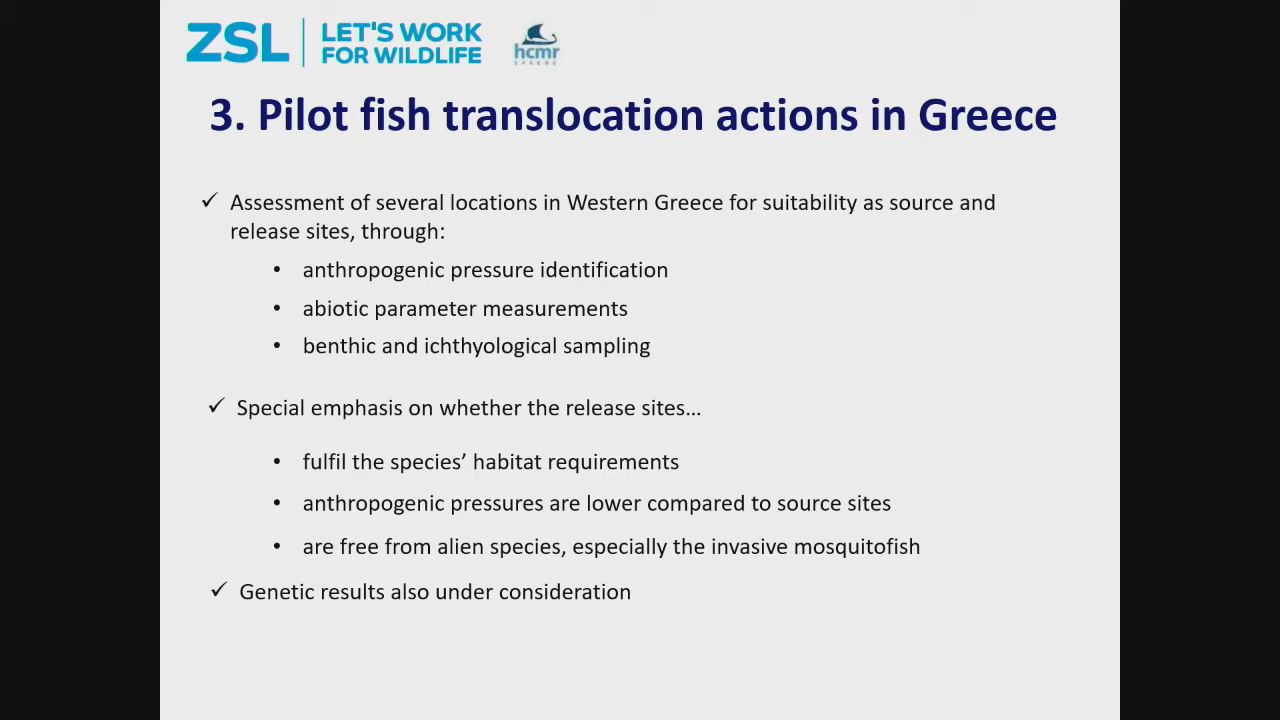 ZSL
LET'S WORK
FOR WILDLIFE
hcmr
3. Pilot fish translocation actions in Greece
✓ Assessment of several locations in Western Greece for suitability as source and
release sites, through:
• anthropogenic pressure identification
• abiotic parameter measurements
• benthic and ichthyological sampling
✓ Special emphasis on whether the release sites…
• fulfil the species’ habitat requirements
• anthropogenic pressures are lower compared to source sites
• are free from alien species, especially the invasive mosquitofish
✓ Genetic results also under consideration